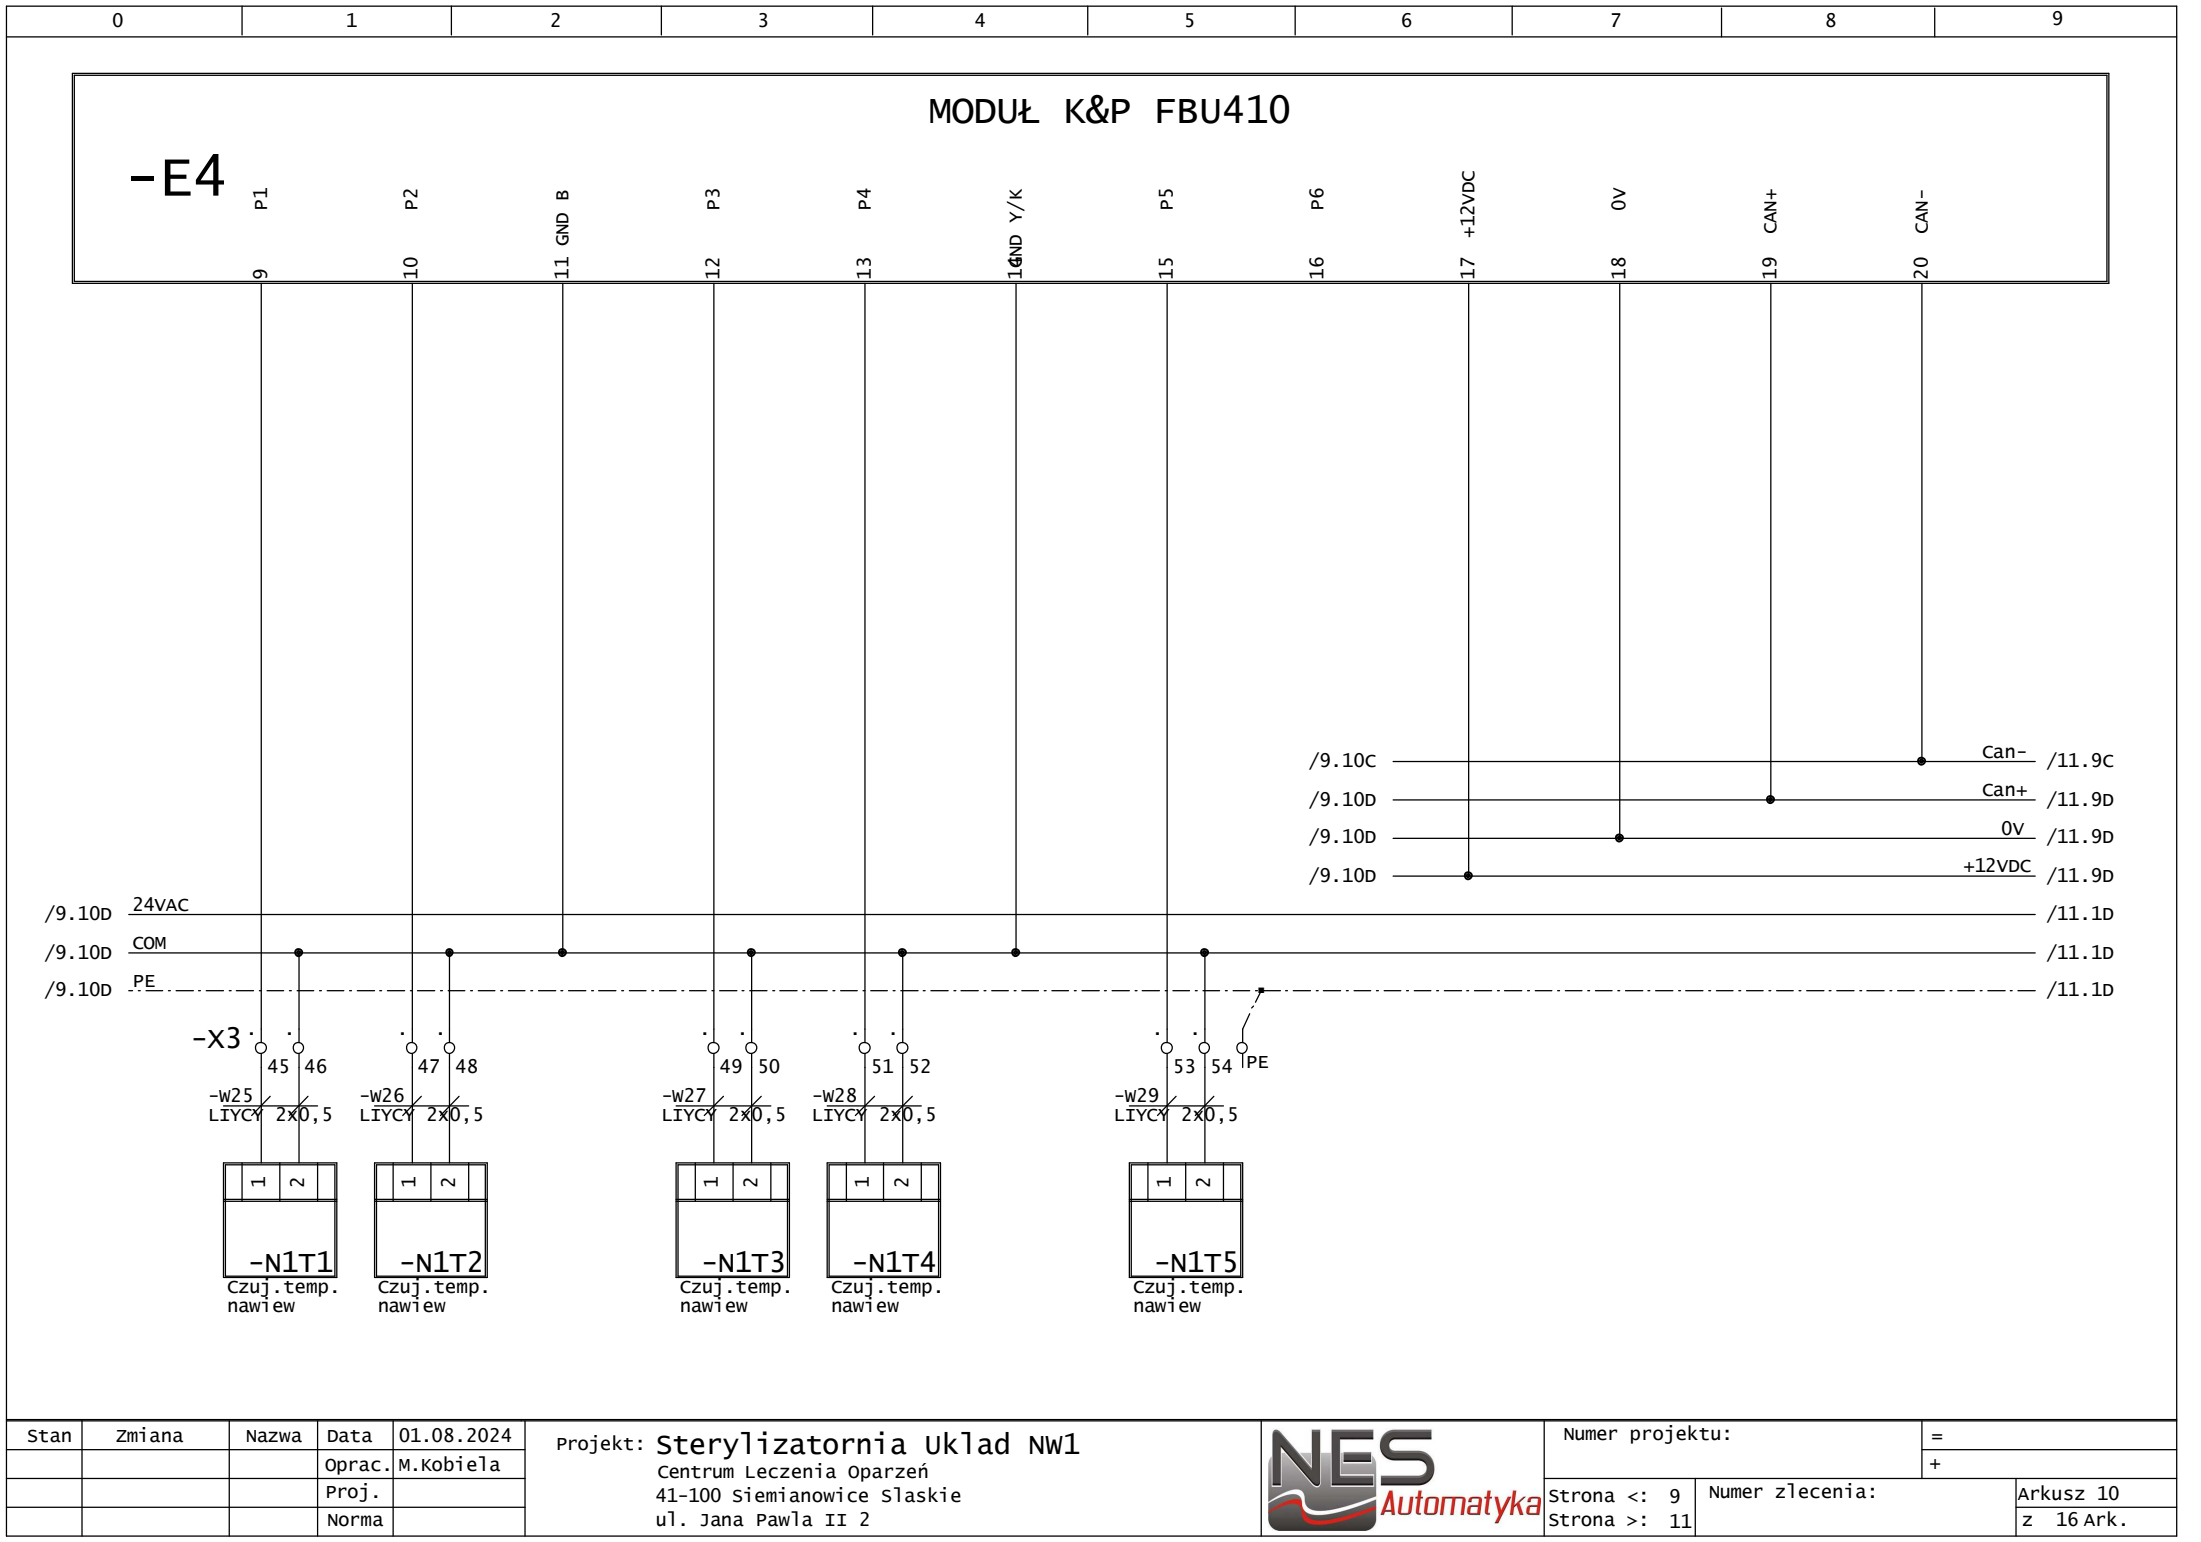 0 1 2 3 4 5 6 7 8 9
MODUŁ K&P FBU410
-E4
P1 P2 GND B P3 P4 GND Y/K P5 P6 +12VDC 0V CAN+ CAN-
9 10 11 12 13 14 15 16 17 18 19 20
/9.10C Can- /11.9C
/9.10D Can+ /11.9D
/9.10D 0V /11.9D
/9.10D +12VDC /11.9D
/9.10D 24VAC /11.1D
/9.10D COM /11.1D
/9.10D PE /11.1D
-X3
45 46 47 48 49 50 51 52 53 54 PE
-W25 -W26 -W27 -W28 -W29
LIYCY 2x0,5 LIYCY 2x0,5 LIYCY 2x0,5 LIYCY 2x0,5 LIYCY 2x0,5
1 2 1 2 1 2 1 2 1 2
-N1T1 -N1T2 -N1T3 -N1T4 -N1T5
Czuj.temp. Czuj.temp. Czuj.temp. Czuj.temp. Czuj.temp.
nawiew nawiew nawiew nawiew nawiew
Stan Zmiana Nazwa Data 01.08.2024
Oprac. M.Kobiela
Proj.
Norma
Projekt: Sterylizatornia Uklad NW1
Centrum Leczenia Oparzeń
41-100 Siemianowice Slaskie
ul. Jana Pawla II 2
NES
Automatyka
Numer projektu:
=
+
Strona <: 9
Strona >: 11
Numer zlecenia:
Arkusz 10
z 16 Ark.